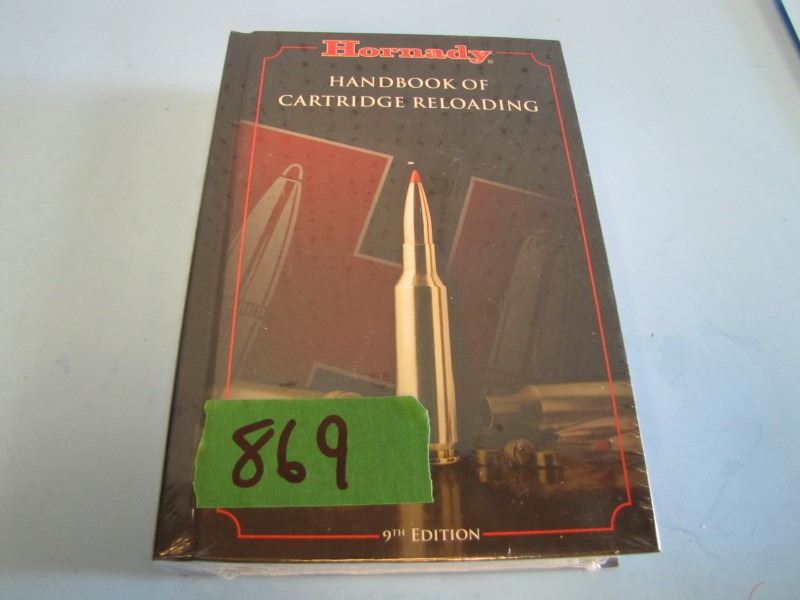 Hornady®
HANDBOOK OF
CARTRIDGE RELOADING
869
9TH EDITION